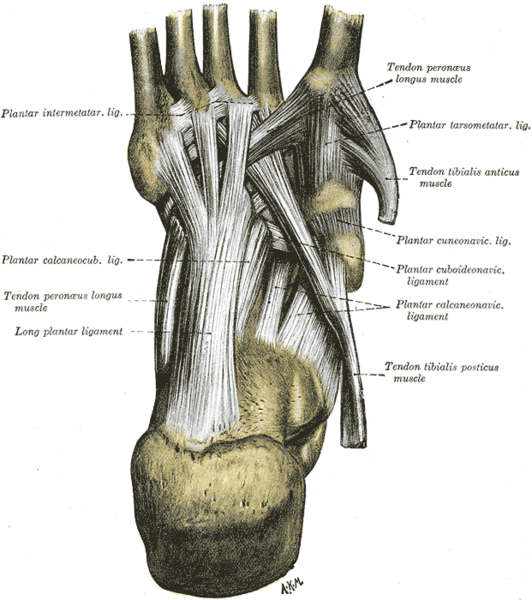 Plantar intermetatar. lig.
Plantar calcaneocub. lig.
Tendon peronæus longus
muscle
Long plantar ligament
Tendon peronæus
longus muscle
Plantar tarsometatar. lig.
Tendon tibialis anticus
muscle
Plantar cuneonavic. lig.
Plantar cuboideonavic.
ligament
Plantar calcaneonavic.
ligament
Tendon tibialis posticus
muscle